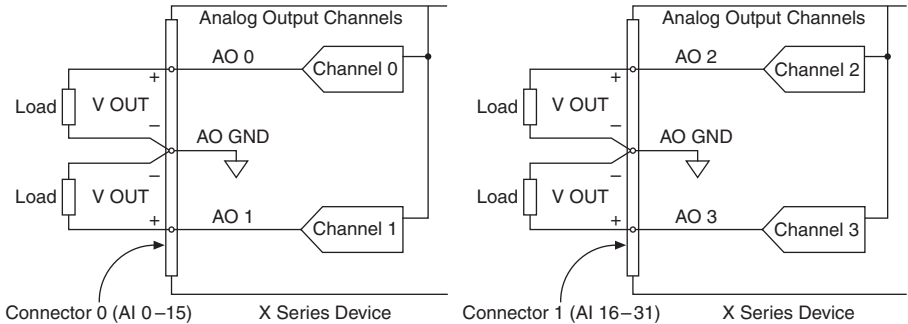 Analog Output Channels
AO 0
Channel 0
+
Load
V OUT
–
AO GND
–
Load
V OUT
+
AO 1
Channel 1
Connector 0 (AI 0–15)
X Series Device
Analog Output Channels
AO 2
Channel 2
+
Load
V OUT
–
AO GND
–
Load
V OUT
+
AO 3
Channel 3
Connector 1 (AI 16–31)
X Series Device